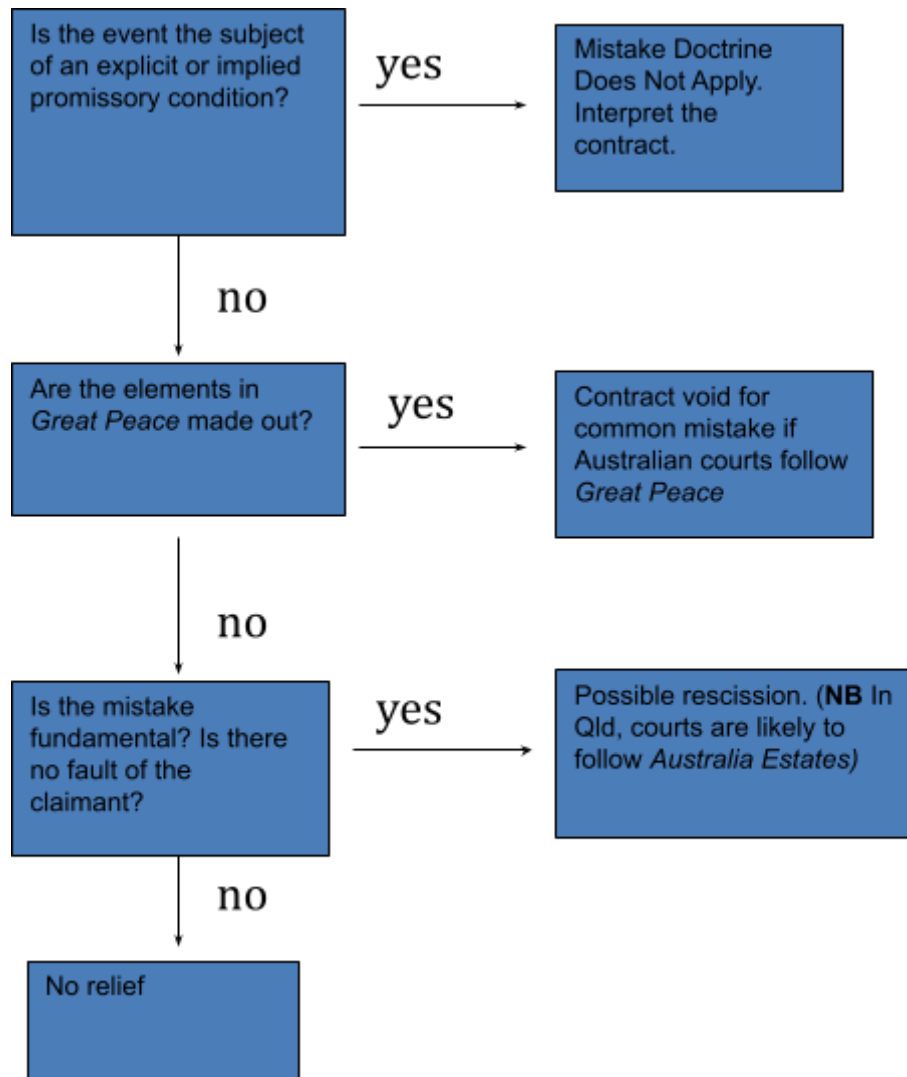 Is the event the subject
of an explicit or implied
promissory condition?
yes
Mistake Doctrine
Does Not Apply.
Interpret the
contract.
no
Are the elements in
Great Peace made out?
yes
Contract void for
common mistake if
Australian courts follow
Great Peace
no
Is the mistake
fundamental? Is there
no fault of the
claimant?
yes
Possible rescission. (NB In
Qld, courts are likely to
follow Australia Estates)
no
No relief